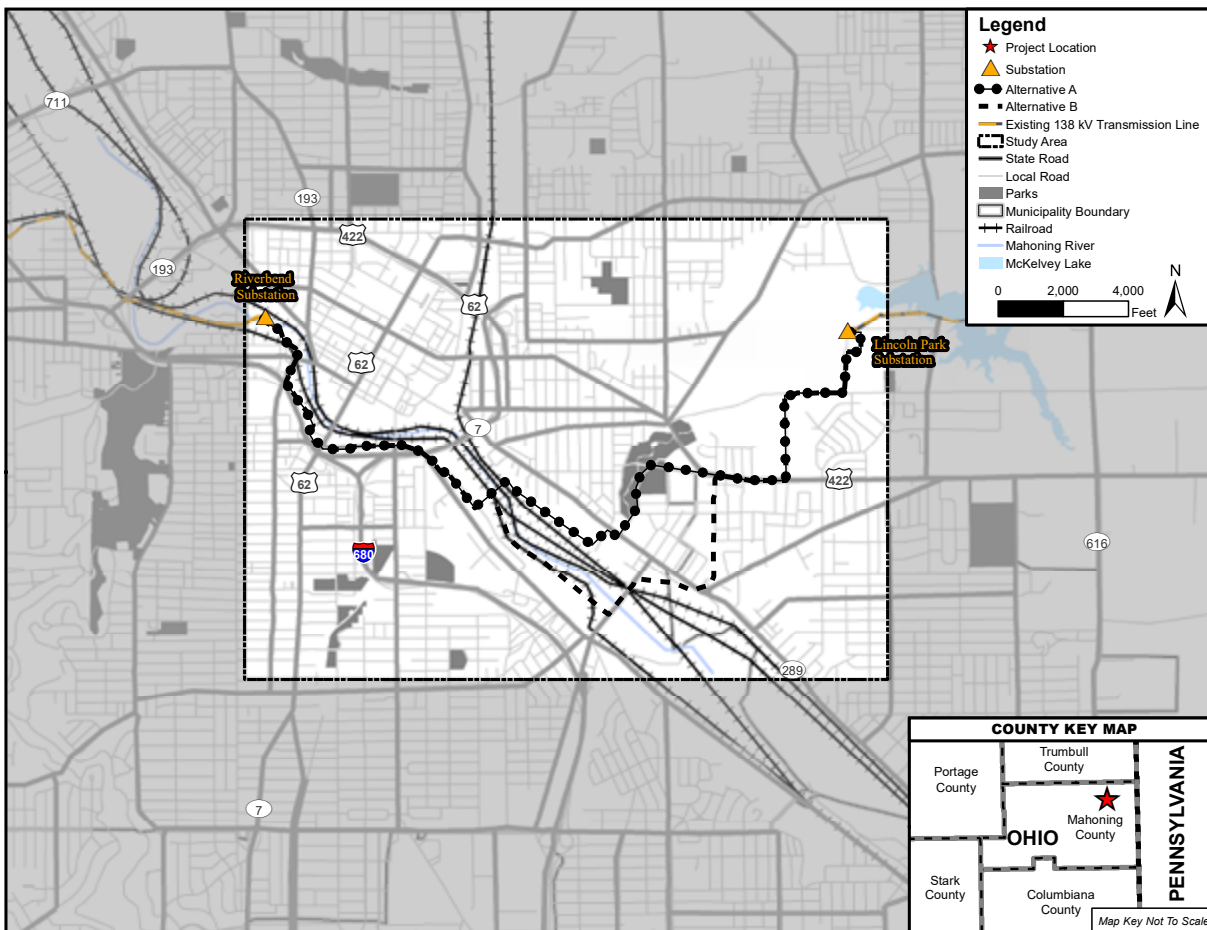 Legend
Project Location
Substation
Alternative A
Alternative B
Existing 138 kV Transmission Line
Study Area
State Road
Local Road
Parks
Municipality Boundary
Railroad
Mahoning River
McKelvey Lake
N
0 2,000 4,000
Feet
711
193
422
193
Riverbend
Substation
62
62
Lincoln Park
Substation
7
62
422
680
616
289
7
COUNTY KEY MAP
Trumbull
County
Portage
County
Mahoning
County
OHIO
PENNSYLVANIA
Stark
County
Columbiana
County
Map Key Not To Scale